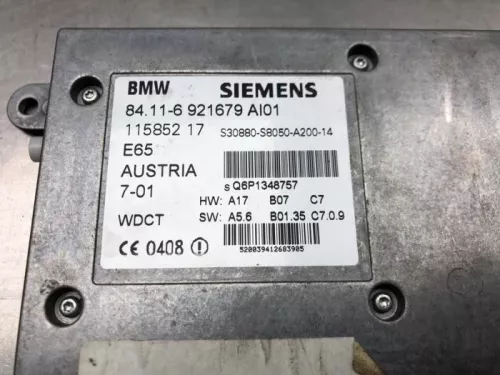 BMW SIEMENS
84.11-6 921679 AI01
115852 17 S30880-S8050-A200-14
E65
AUSTRIA s Q6P1348757
7-01 HW: A17 B07 C7
WDCT SW: A5.6 B01.35 C7.0.9
CE 0408 520039412683905